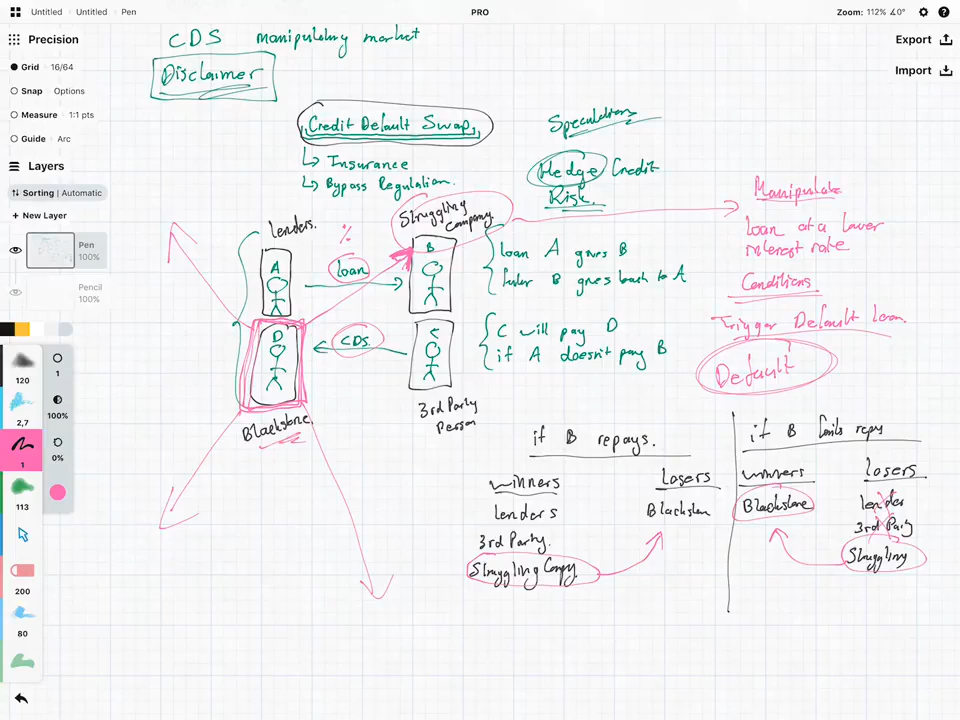 Untitled Untitled Pen
PRO
Zoom: 112% ∠0°
Precision
Export
Import
Grid 16/64
Snap Options
Measure 1:1 pts
Guide Arc
Layers
Sorting | Automatic
New Layer
Pen
100%
Pencil
100%
120
2,7
1
113
200
80
1
100%
0%
CDS manipulatory market
Disclaimer
Credit Default Swap
↳ Insurance
↳ Bypass Regulation.
Speculations
Hedge Credit
Risk.
Lenders.
%
Struggling
Company
A
loan
B
loan A gives B
B gives back to A
D
CDS
C
C will pay D
if A doesn't pay B
Blackstone.
3rd Party
Person
Manipulate
loan at a lower
interest rate
Conditions
Trigger Default Loan.
Default
if B repays.
winners
losers
lenders
Blackston
3rd Party.
Struggling Compy.
if B fails repay
winners
losers
Blackstone
lender
3rd Party
Struggling